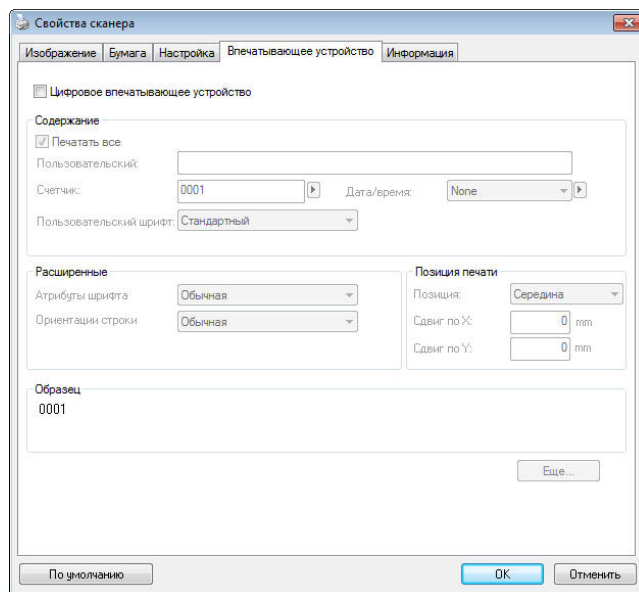 Свойства сканера
Изображение Бумага Настройка Впечатывающее устройство Информация
Цифровое впечатывающее устройство
Содержание
Печатать все
Пользовательский:
Счетчик: 0001 Дата/время: None
Пользовательский шрифт: Стандартный
Расширенные Позиция печати
Атрибуты шрифта Обычная Позиция: Середина
Ориентации строки Обычная Сдвиг по X: 0 mm
Сдвиг по Y: 0 mm
Образец
0001
Еще...
По умолчанию OK Отменить